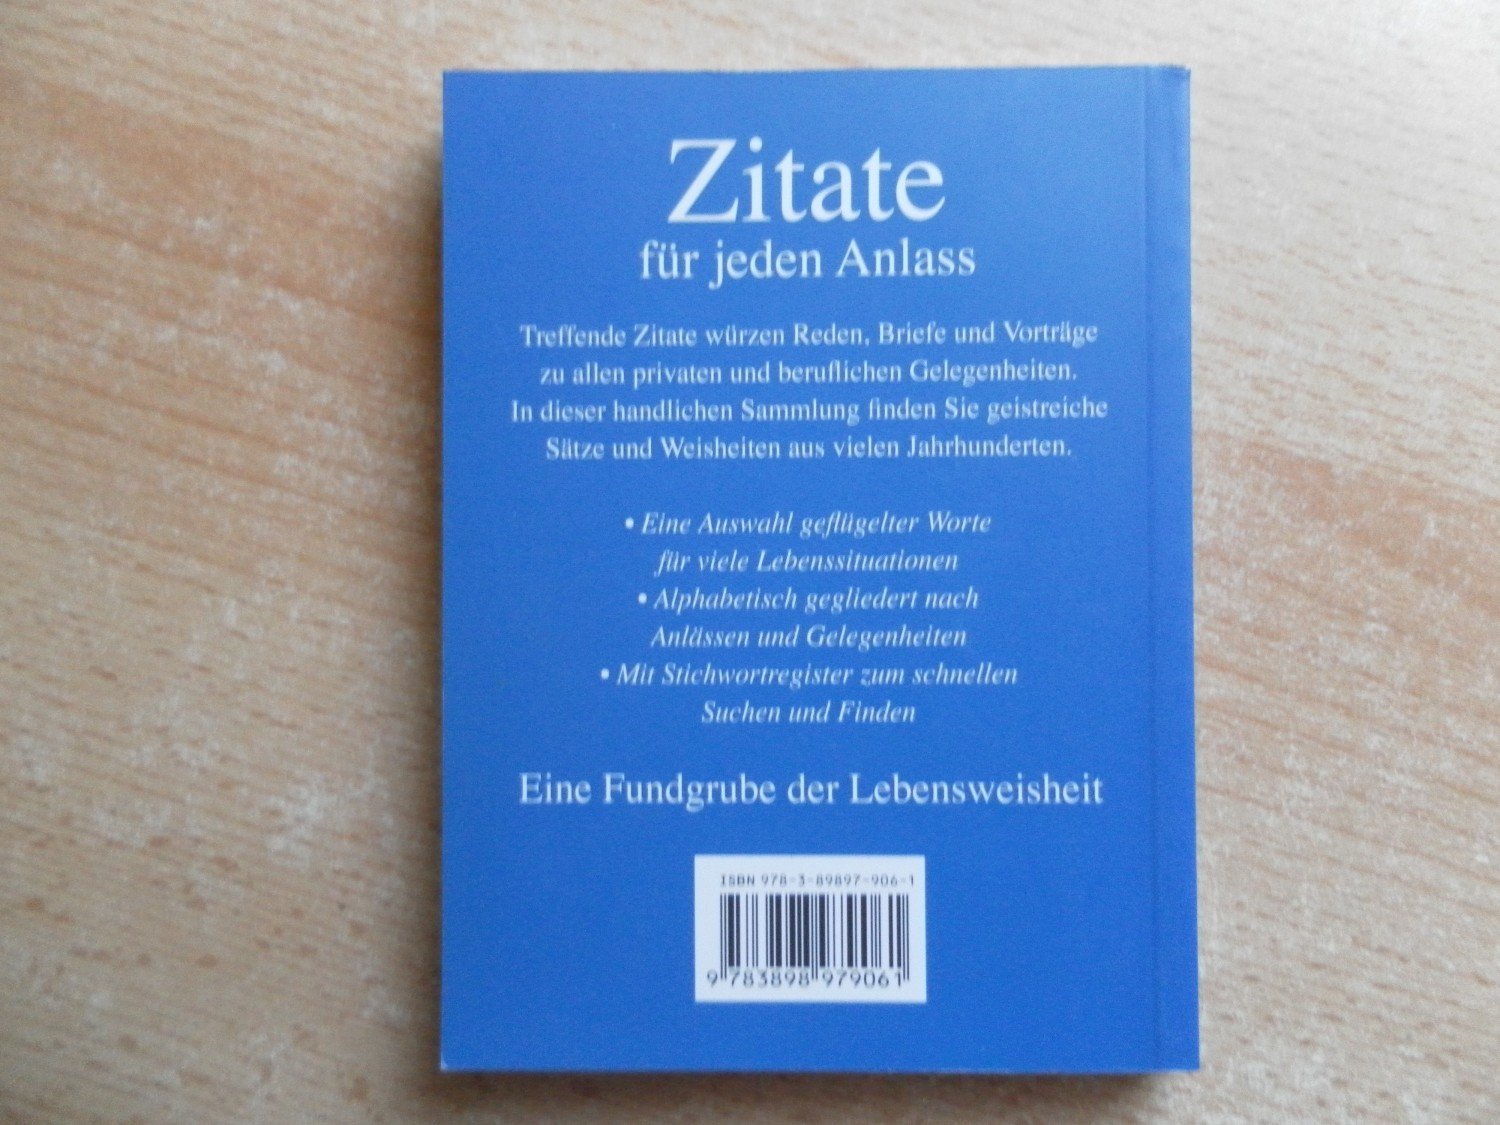 Zitate
für jeden Anlass
Treffende Zitate würzen Reden, Briefe und Vorträge
zu allen privaten und beruflichen Gelegenheiten.
In dieser handlichen Sammlung finden Sie geistreiche
Sätze und Weisheiten aus vielen Jahrhunderten.
• Eine Auswahl geflügelter Worte
für viele Lebenssituationen
• Alphabetisch gegliedert nach
Anlässen und Gelegenheiten
• Mit Stichwortregister zum schnellen
Suchen und Finden
Eine Fundgrube der Lebensweisheit
ISBN 978-3-89897-906-1
9 783898 979061